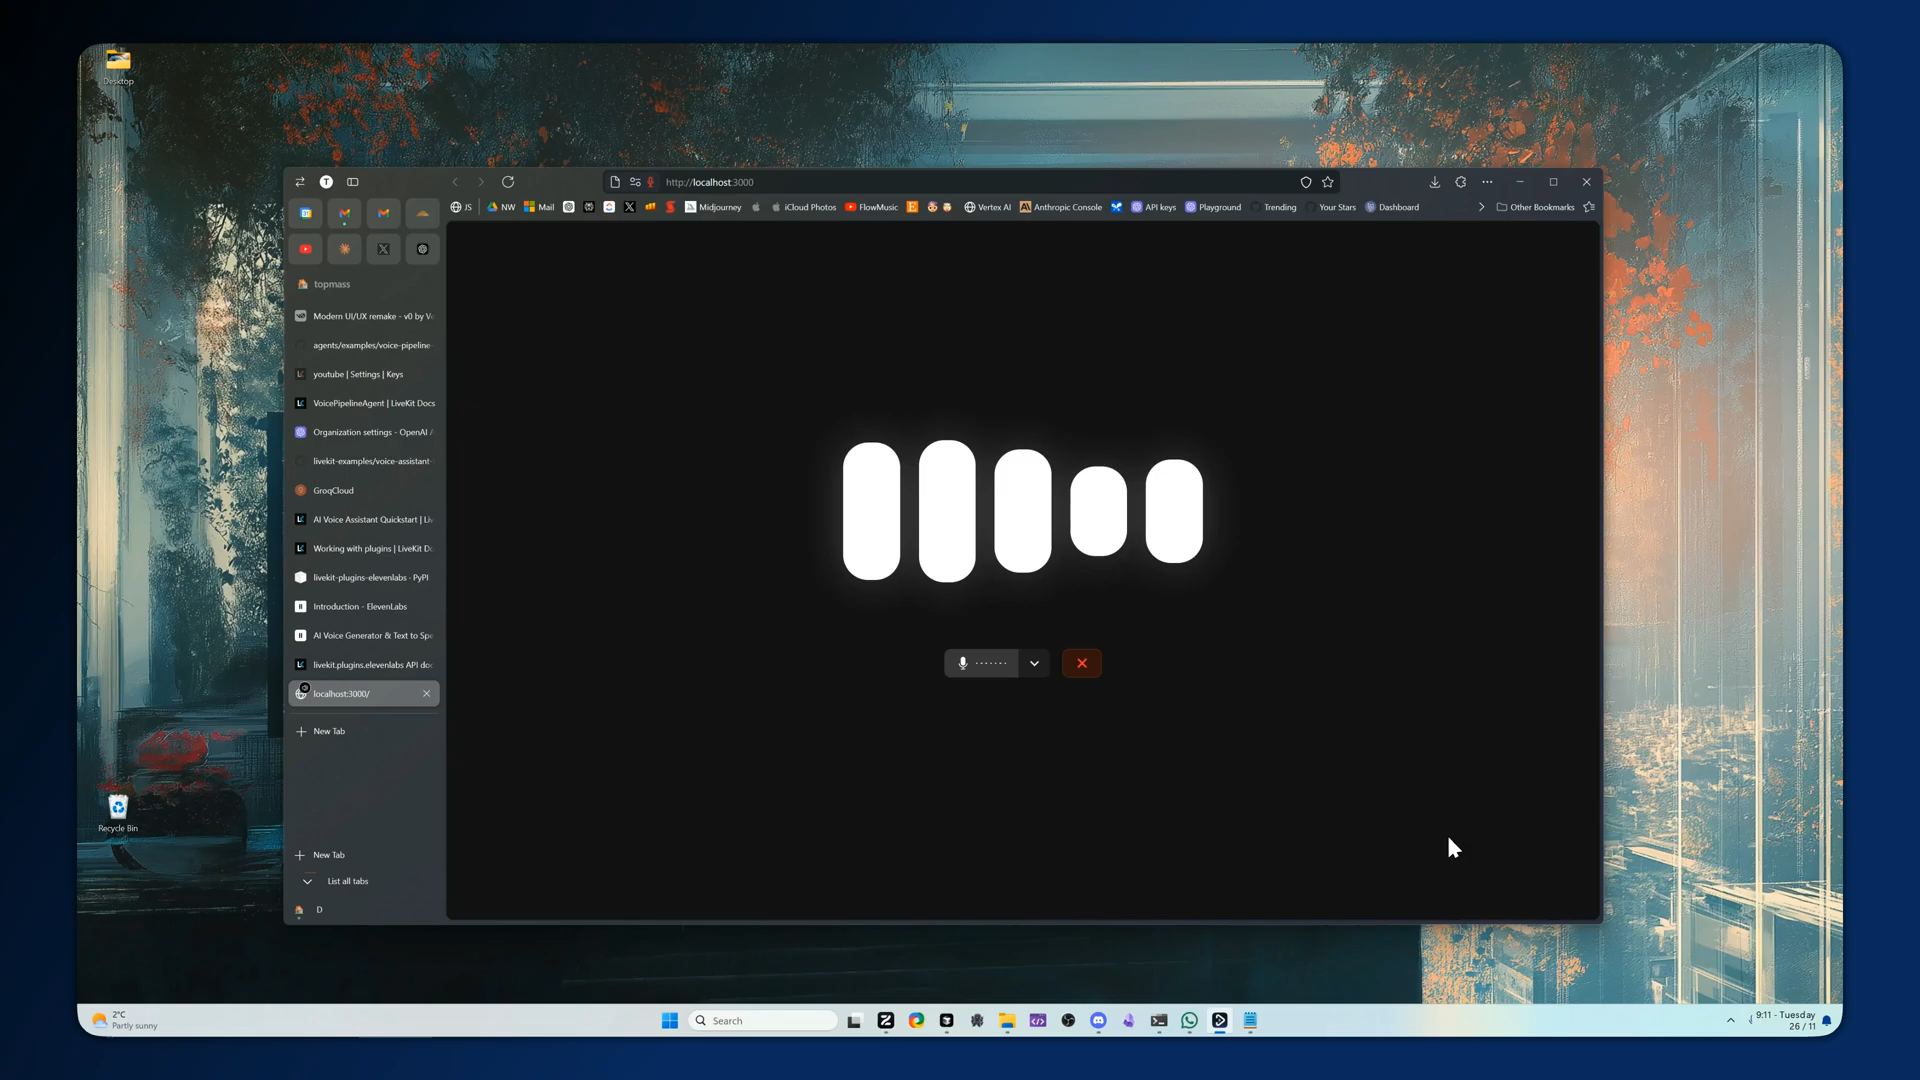 Desktop
T
http://localhost:3000
JS
NW
Mail
Midjourney
iCloud Photos
FlowMusic
Vertex AI
Anthropic Console
API keys
Playground
Trending
Your Stars
Dashboard
Other Bookmarks
topmass
Modern UI/UX remake - v0 by V
agents/examples/voice-pipeline-
youtube | Settings | Keys
VoicePipelineAgent | LiveKit Docs
Organization settings - OpenAI A
livekit-examples/voice-assistant-
GroqCloud
AI Voice Assistant Quickstart | Liv
Working with plugins | LiveKit Do
livekit-plugins-elevenlabs · PyPI
Introduction - ElevenLabs
AI Voice Generator & Text to Spe
livekit.plugins.elevenlabs API doc
localhost:3000/
New Tab
Recycle Bin
New Tab
List all tabs
D
2°C
Partly sunny
Search
9:11 - Tuesday
26 / 11